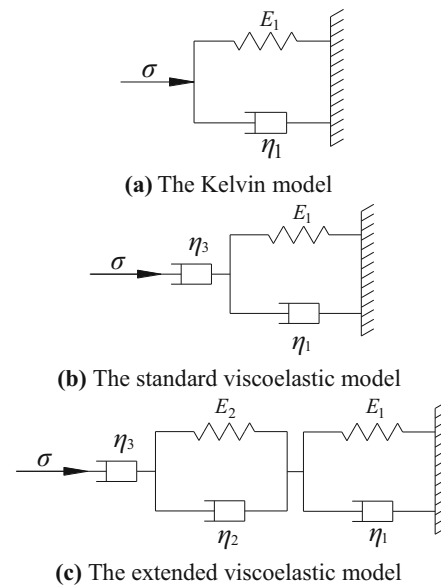 E₁
σ
η₁
(a) The Kelvin model
E₁
η₃
σ
η₁
(b) The standard viscoelastic model
E₂ E₁
η₃
σ
η₂ η₁
(c) The extended viscoelastic model